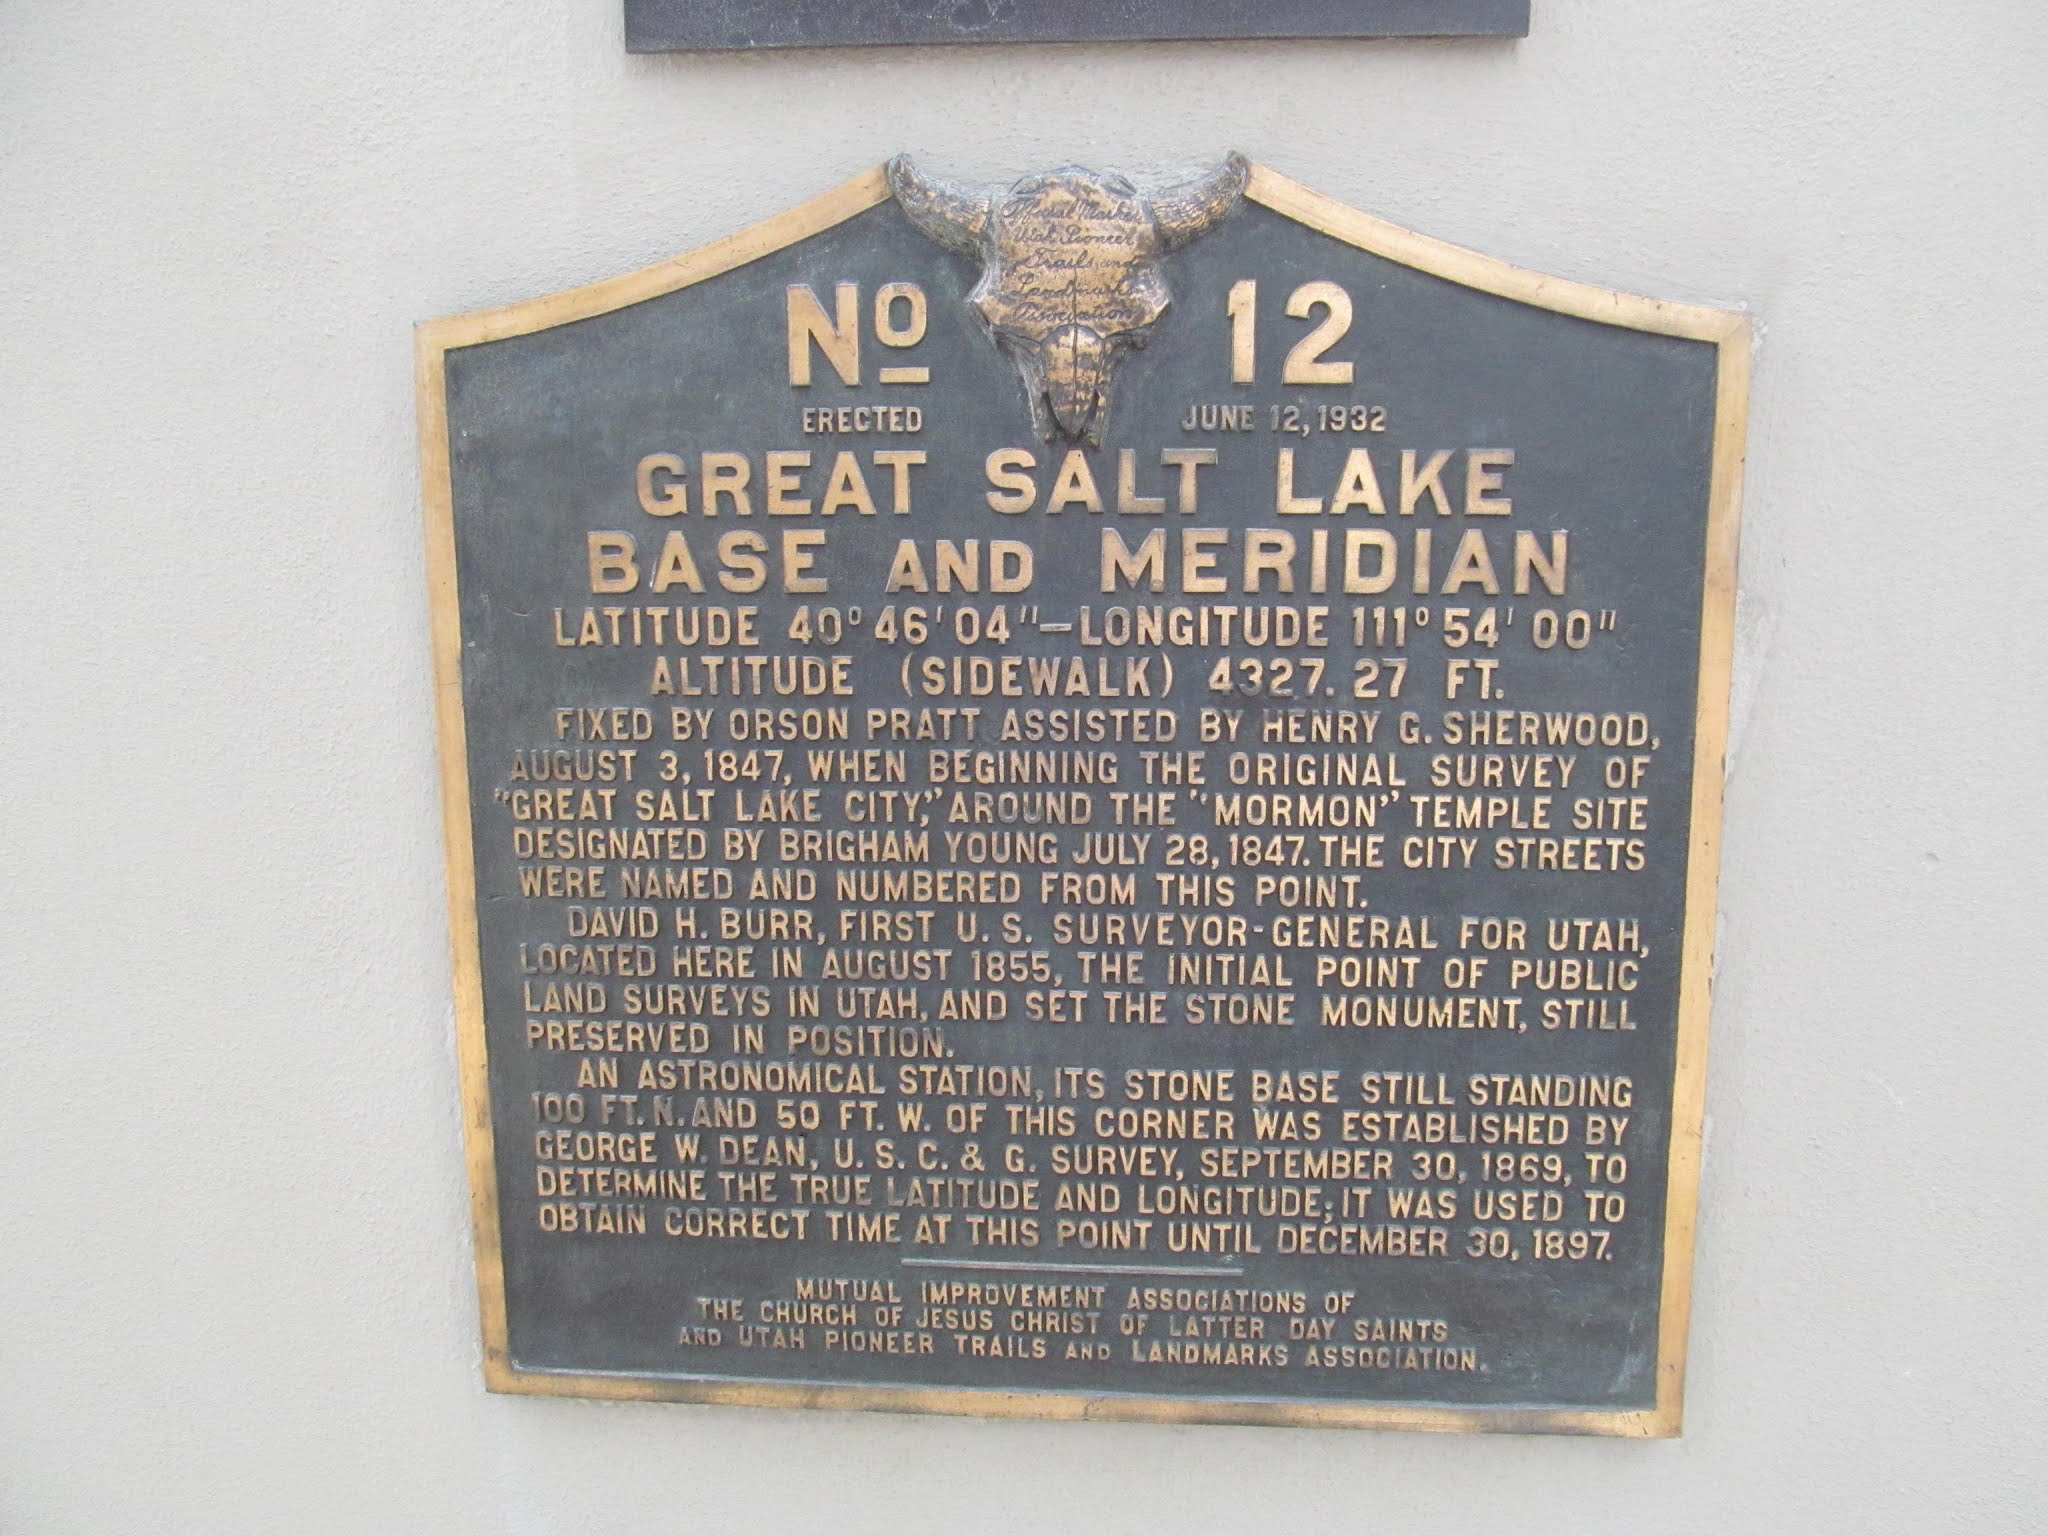 Official Marker
Utah Pioneer
Trails and
Landmarks
Association
No 12
ERECTED JUNE 12, 1932
GREAT SALT LAKE
BASE AND MERIDIAN
LATITUDE 40° 46' 04" — LONGITUDE 111° 54' 00"
ALTITUDE (SIDEWALK) 4327.27 FT.
FIXED BY ORSON PRATT ASSISTED BY HENRY G. SHERWOOD,
AUGUST 3, 1847, WHEN BEGINNING THE ORIGINAL SURVEY OF
"GREAT SALT LAKE CITY," AROUND THE "MORMON" TEMPLE SITE
DESIGNATED BY BRIGHAM YOUNG JULY 28, 1847. THE CITY STREETS
WERE NAMED AND NUMBERED FROM THIS POINT.
DAVID H. BURR, FIRST U. S. SURVEYOR-GENERAL FOR UTAH,
LOCATED HERE IN AUGUST 1855, THE INITIAL POINT OF PUBLIC
LAND SURVEYS IN UTAH, AND SET THE STONE MONUMENT, STILL
PRESERVED IN POSITION.
AN ASTRONOMICAL STATION, ITS STONE BASE STILL STANDING
100 FT. N. AND 50 FT. W. OF THIS CORNER WAS ESTABLISHED BY
GEORGE W. DEAN, U. S. C. & G. SURVEY, SEPTEMBER 30, 1869, TO
DETERMINE THE TRUE LATITUDE AND LONGITUDE; IT WAS USED TO
OBTAIN CORRECT TIME AT THIS POINT UNTIL DECEMBER 30, 1897.
MUTUAL IMPROVEMENT ASSOCIATIONS OF
THE CHURCH OF JESUS CHRIST OF LATTER DAY SAINTS
AND UTAH PIONEER TRAILS AND LANDMARKS ASSOCIATION.